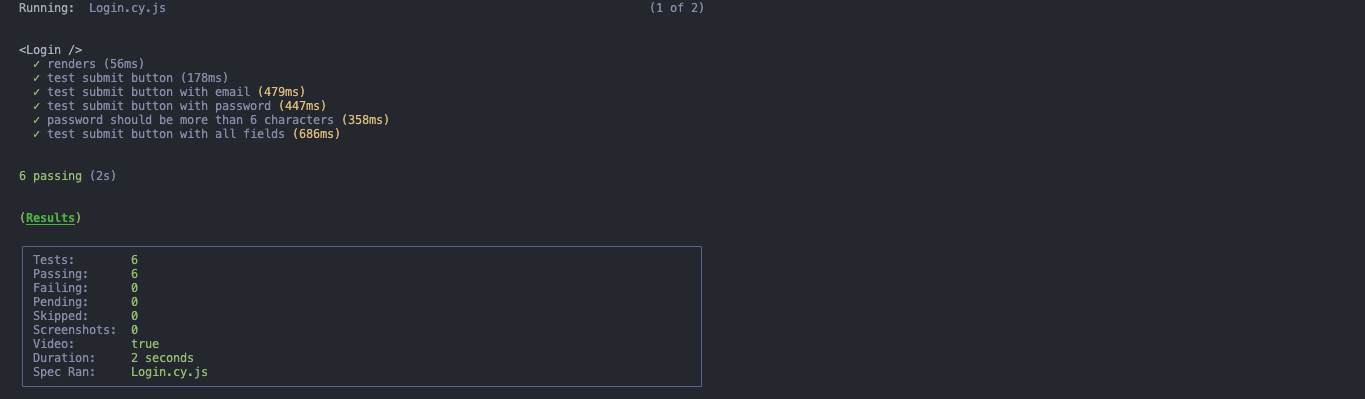 Running: Login.cy.js (1 of 2)
<Login />
✓ renders (56ms)
✓ test submit button (178ms)
✓ test submit button with email (479ms)
✓ test submit button with password (447ms)
✓ password should be more than 6 characters (358ms)
✓ test submit button with all fields (686ms)
6 passing (2s)
(Results)
Tests: 6
Passing: 6
Failing: 0
Pending: 0
Skipped: 0
Screenshots: 0
Video: true
Duration: 2 seconds
Spec Ran: Login.cy.js